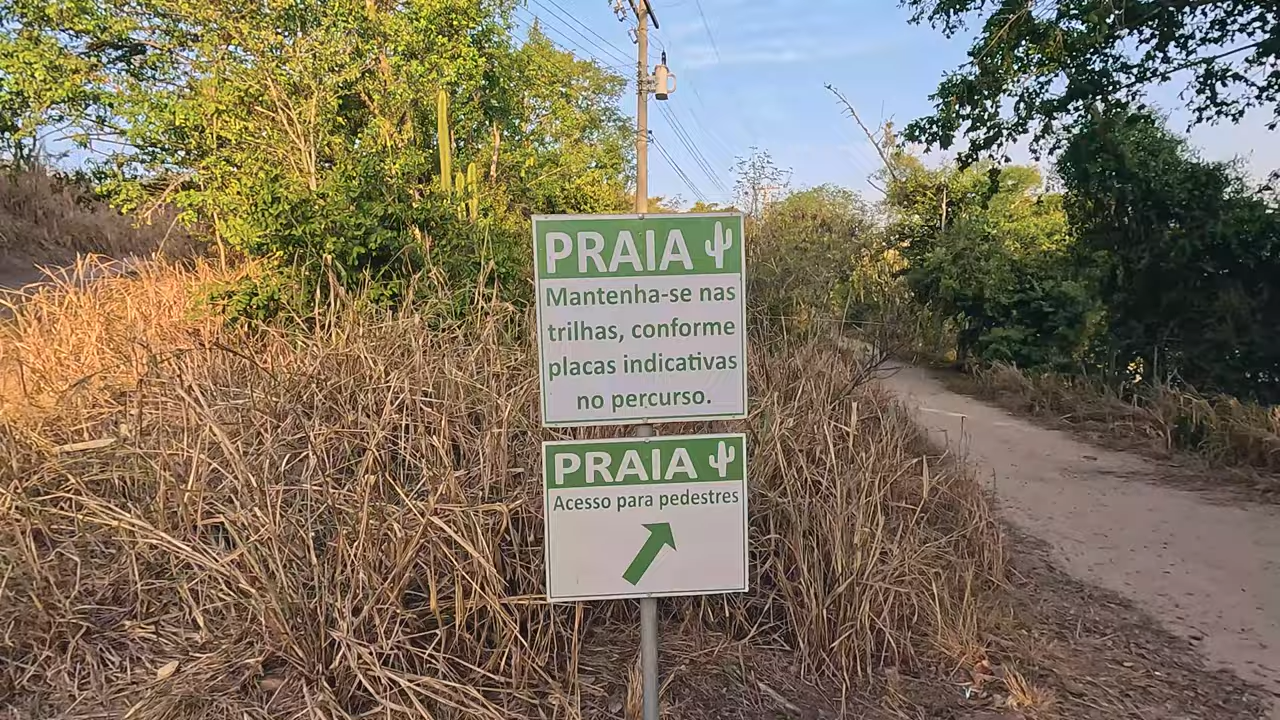 PRAIA
Mantenha-se nas
trilhas, conforme
placas indicativas
no percurso.
PRAIA
Acesso para pedestres